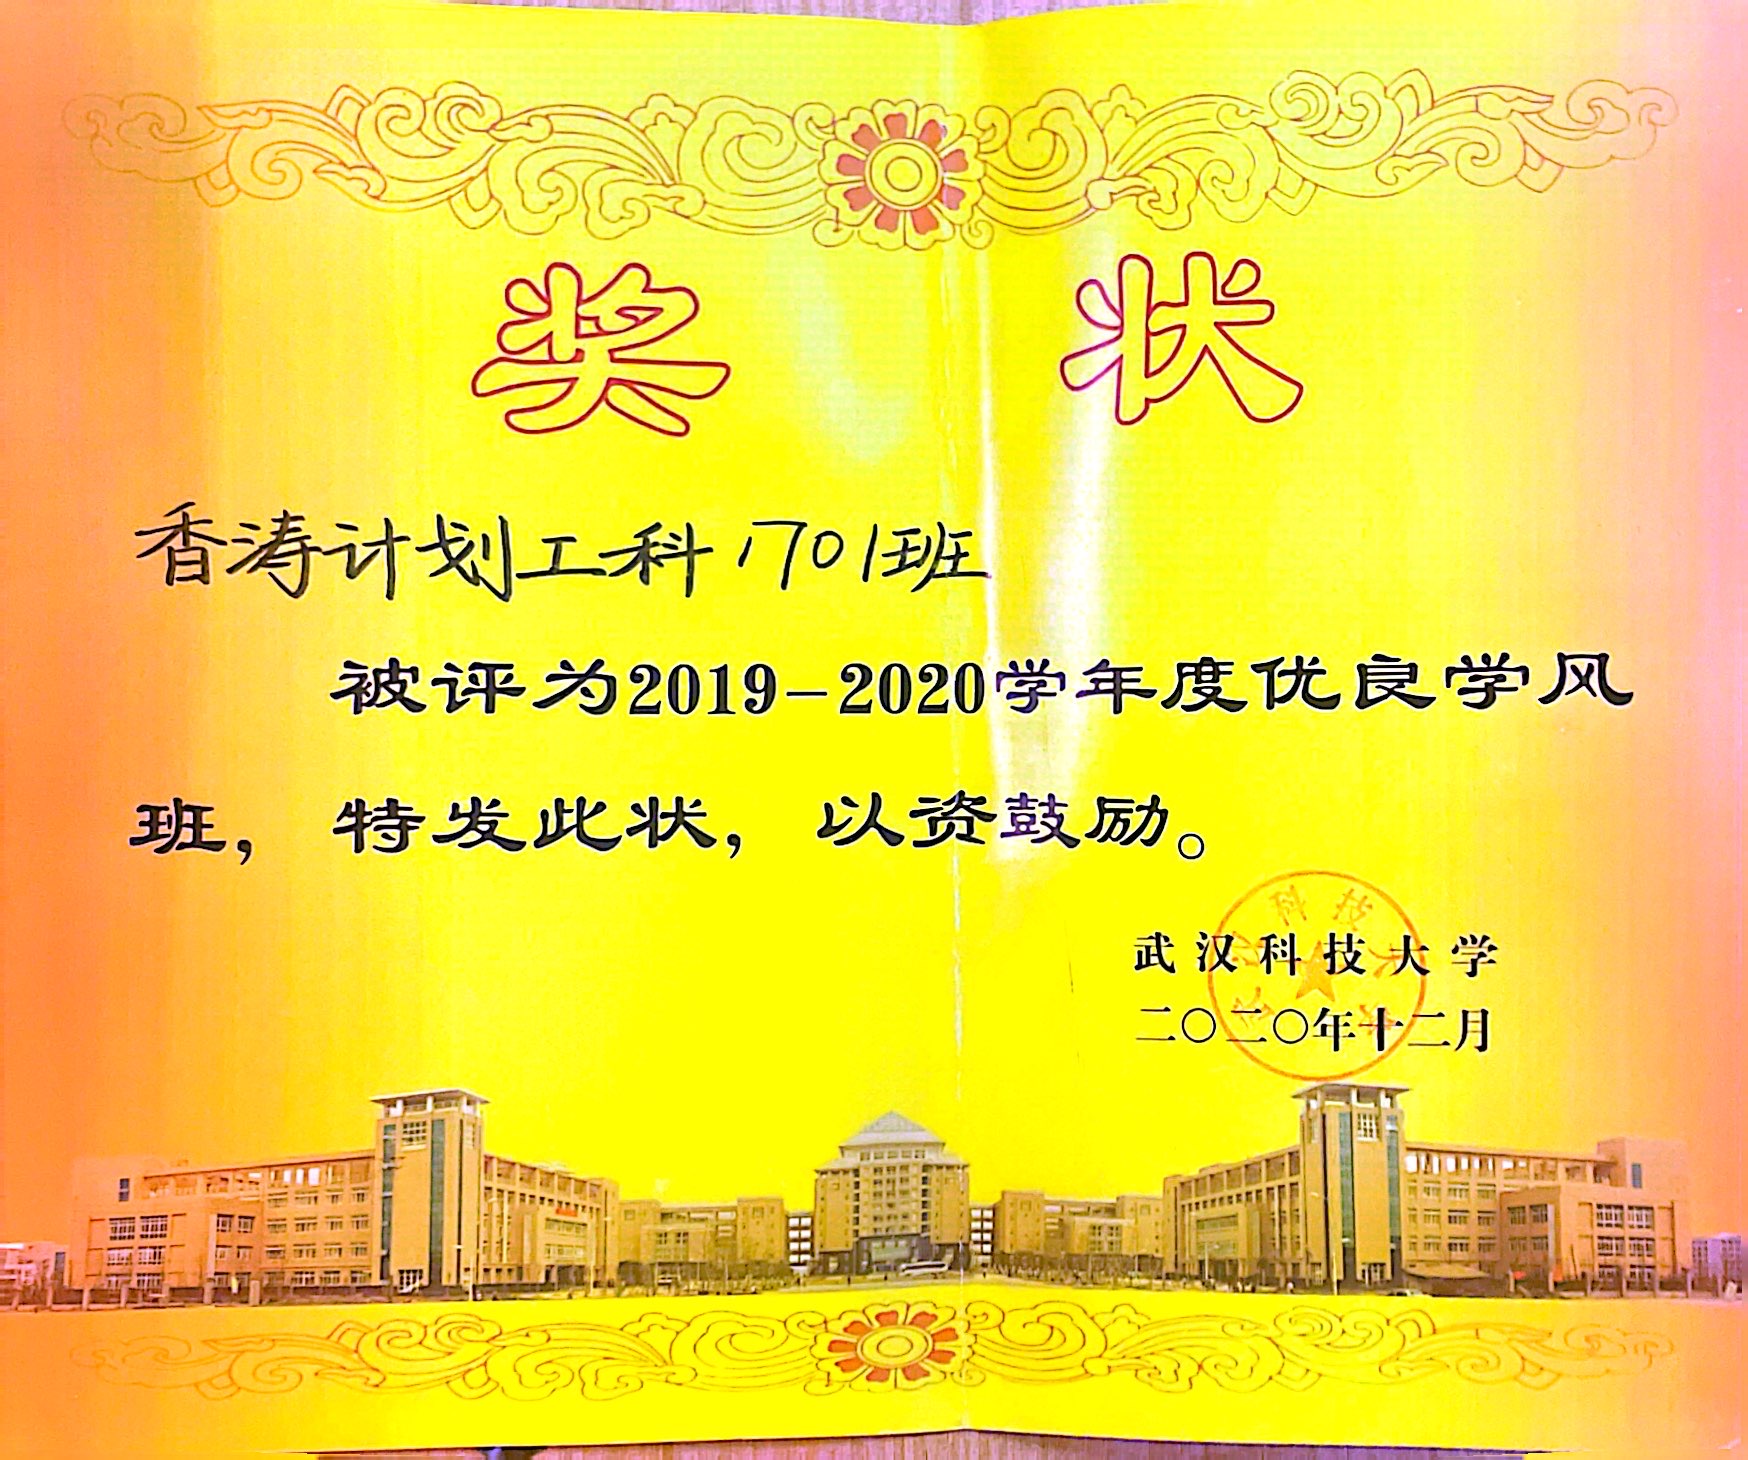 奖状
香涛计划工科1701班
被评为2019-2020学年度优良学风
班，特发此状，以资鼓励。
武汉科技大学
二〇二〇年十二月